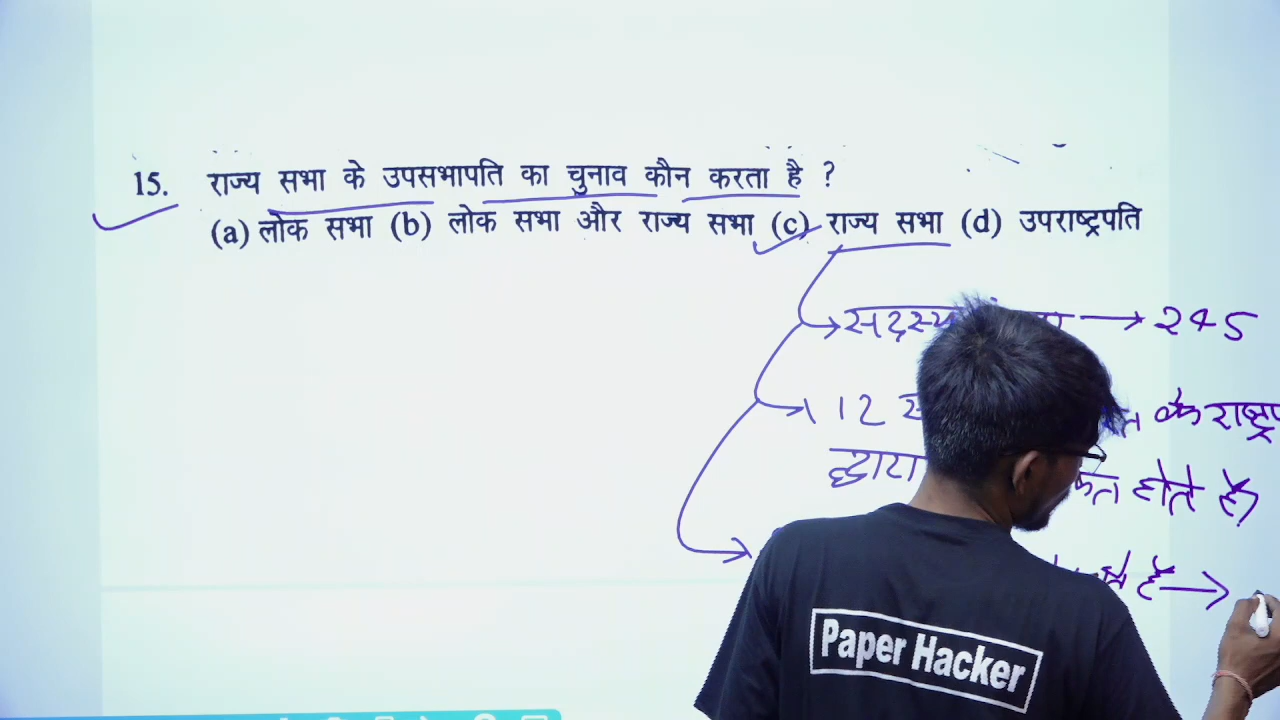 15. राज्य सभा के उपसभापति का चुनाव कौन करता है ?
(a) लोक सभा (b) लोक सभा और राज्य सभा (c) राज्य सभा (d) उपराष्ट्रपति
→ 245
12 के
द्वारा होते हैं
हैं →
Paper Hacker